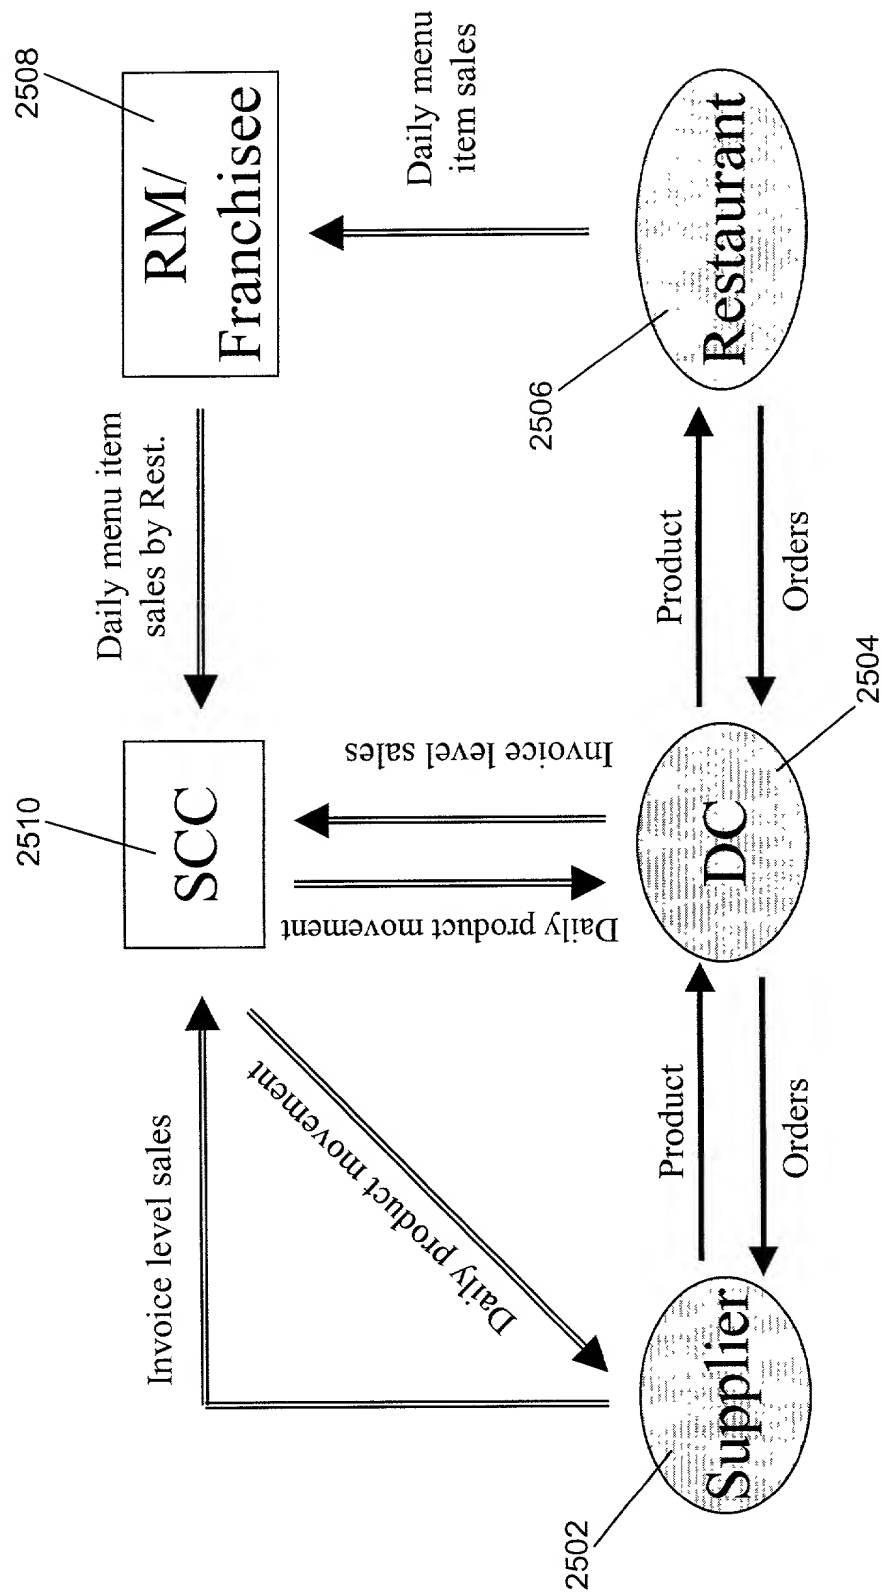 2510
2508
SCC
RM/
Franchisee
Daily menu item
sales by Rest.
Invoice level sales
Daily product movement
Daily product movement
Invoice level sales
Daily menu
item sales
2506
Product
Product
Supplier
DC
Restaurant
2502
Orders
Orders
2504